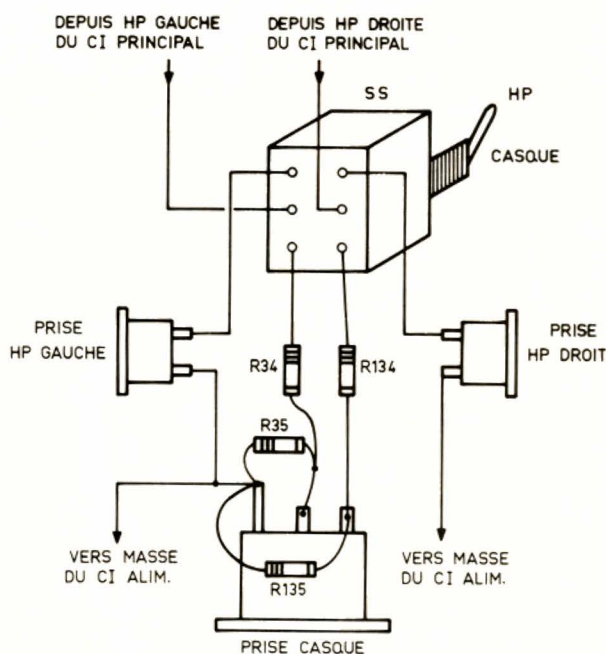 DEPUIS HP GAUCHE
DU CI PRINCIPAL
DEPUIS HP DROITE
DU CI PRINCIPAL
SS
HP
CASQUE
PRISE
HP GAUCHE
PRISE
HP DROIT
R34
R134
R35
VERS MASSE
DU CI ALIM.
R135
VERS MASSE
DU CI ALIM.
PRISE CASQUE